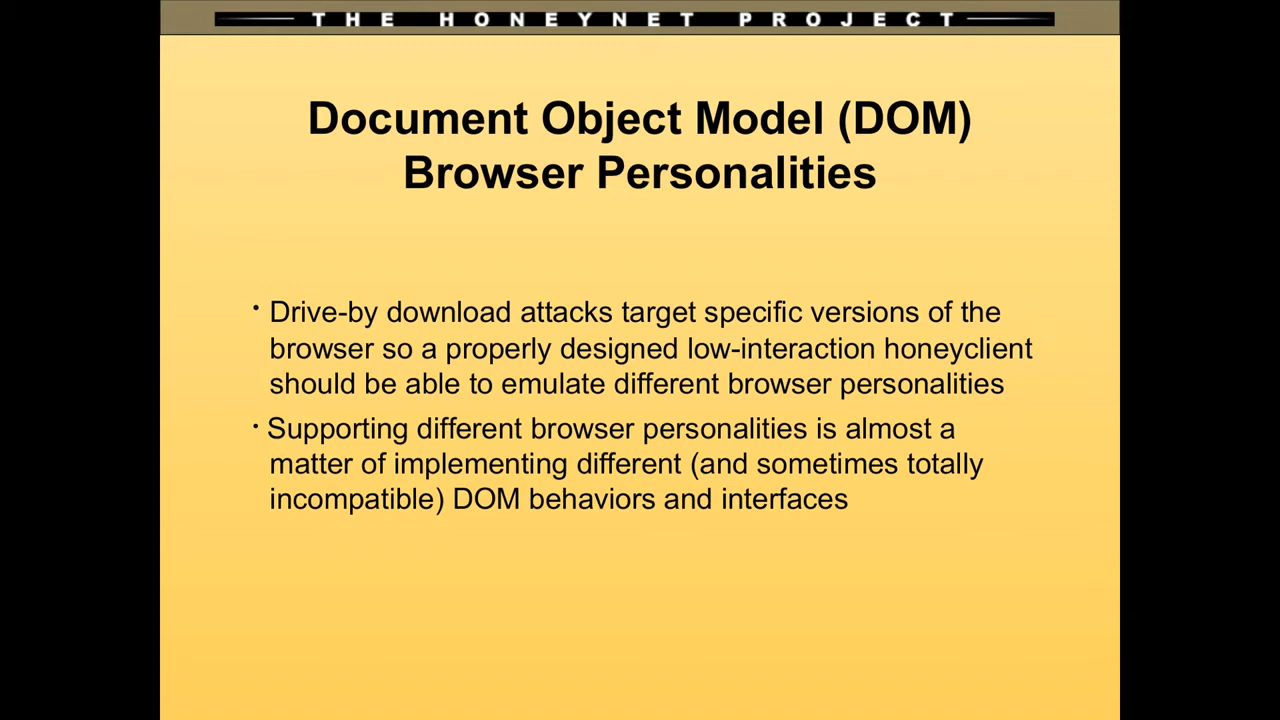 THE HONEYNET PROJECT
Document Object Model (DOM)
Browser Personalities
· Drive-by download attacks target specific versions of the
browser so a properly designed low-interaction honeyclient
should be able to emulate different browser personalities
· Supporting different browser personalities is almost a
matter of implementing different (and sometimes totally
incompatible) DOM behaviors and interfaces